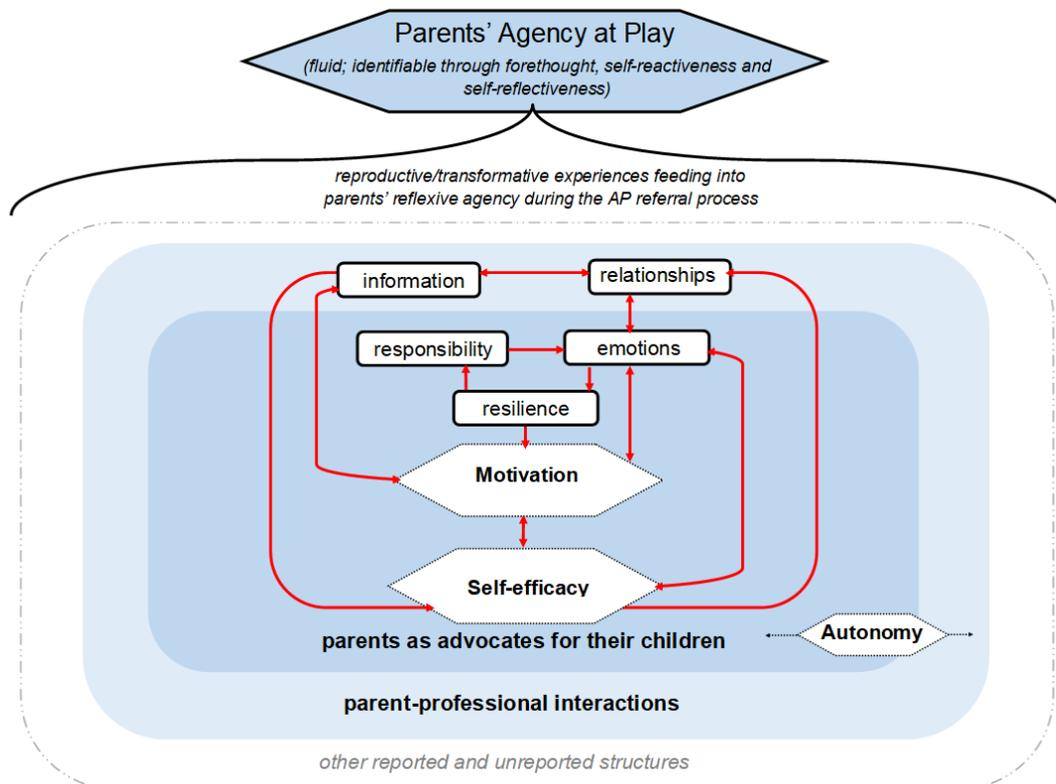 Parents' Agency at Play
(fluid; identifiable through forethought, self-reactiveness and
self-reflectiveness)
reproductive/transformative experiences feeding into
parents' reflexive agency during the AP referral process
information
relationships
responsibility
emotions
resilience
Motivation
Self-efficacy
Autonomy
parents as advocates for their children
parent-professional interactions
other reported and unreported structures